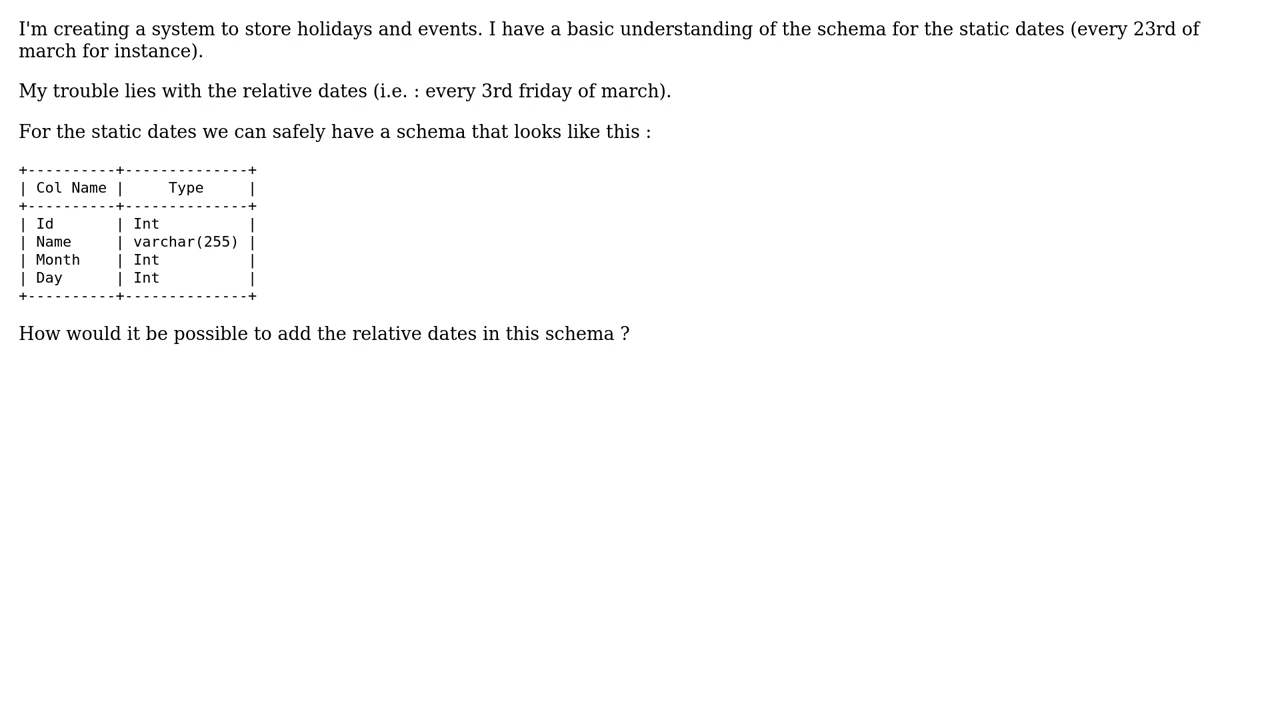 I'm creating a system to store holidays and events. I have a basic understanding of the schema for the static dates (every 23rd of
march for instance).
My trouble lies with the relative dates (i.e. : every 3rd friday of march).
For the static dates we can safely have a schema that looks like this :
+----------+--------------+
| Col Name |     Type     |
+----------+--------------+
| Id       | Int          |
| Name     | varchar(255) |
| Month    | Int          |
| Day      | Int          |
+----------+--------------+
How would it be possible to add the relative dates in this schema ?